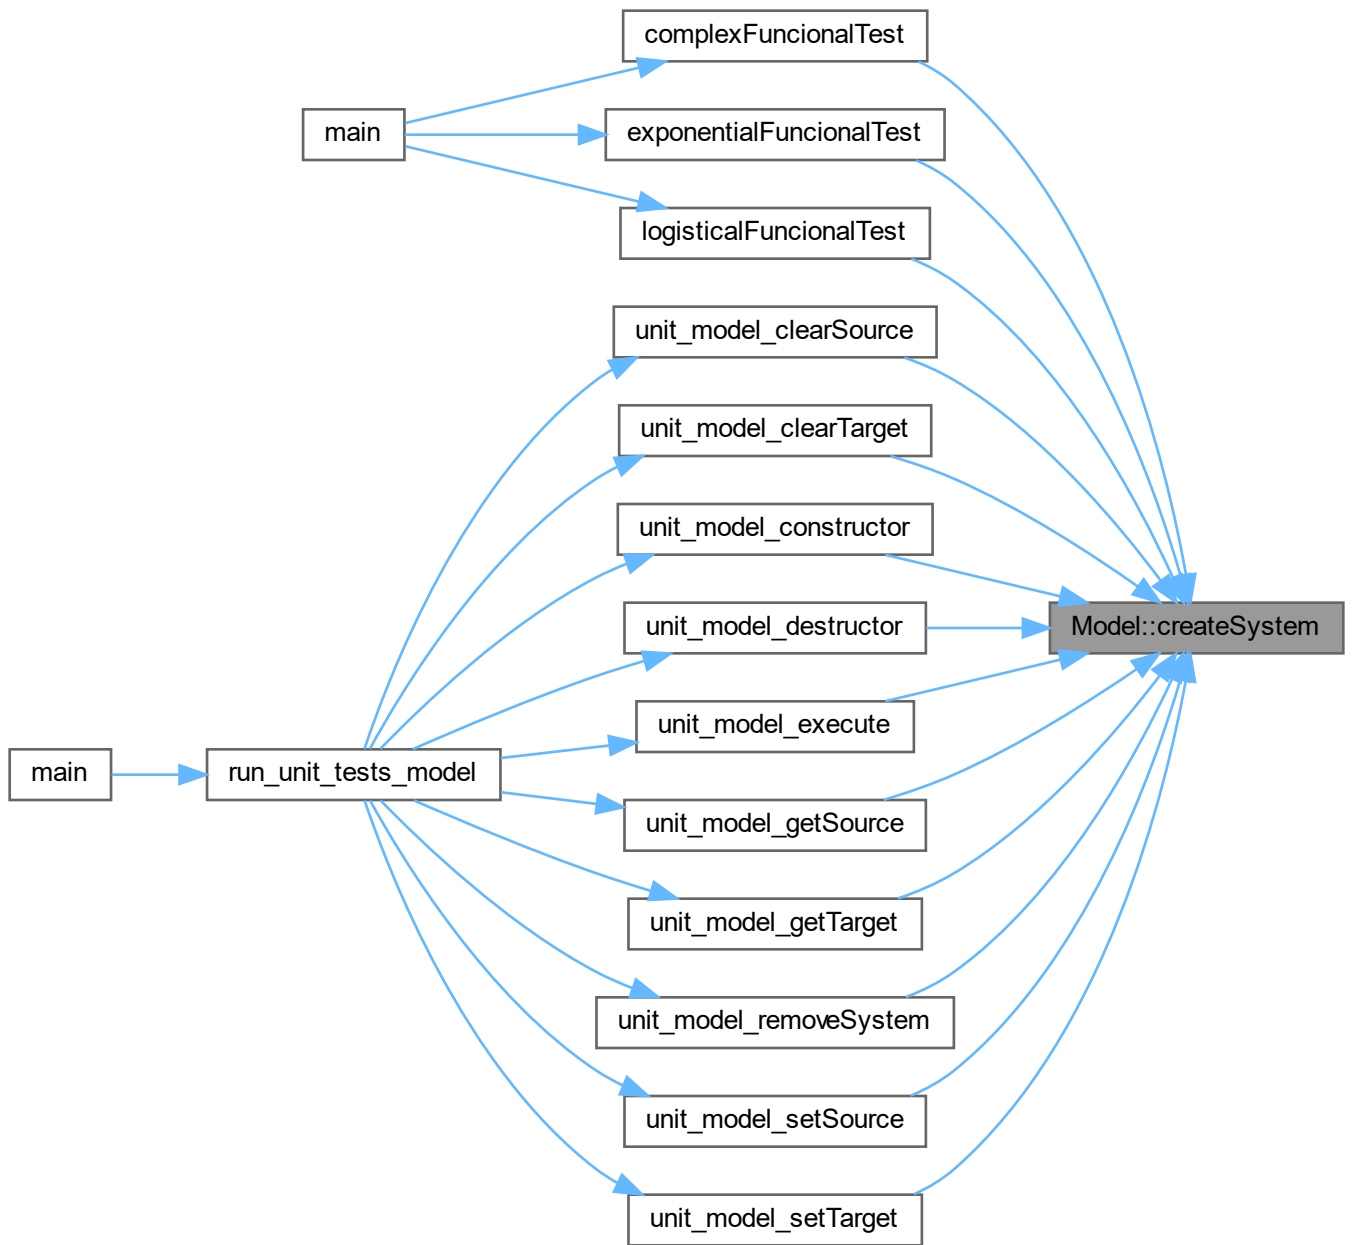 complexFuncionalTest
main
exponentialFuncionalTest
logisticalFuncionalTest
unit_model_clearSource
unit_model_clearTarget
unit_model_constructor
unit_model_destructor
Model::createSystem
unit_model_execute
main
run_unit_tests_model
unit_model_getSource
unit_model_getTarget
unit_model_removeSystem
unit_model_setSource
unit_model_setTarget